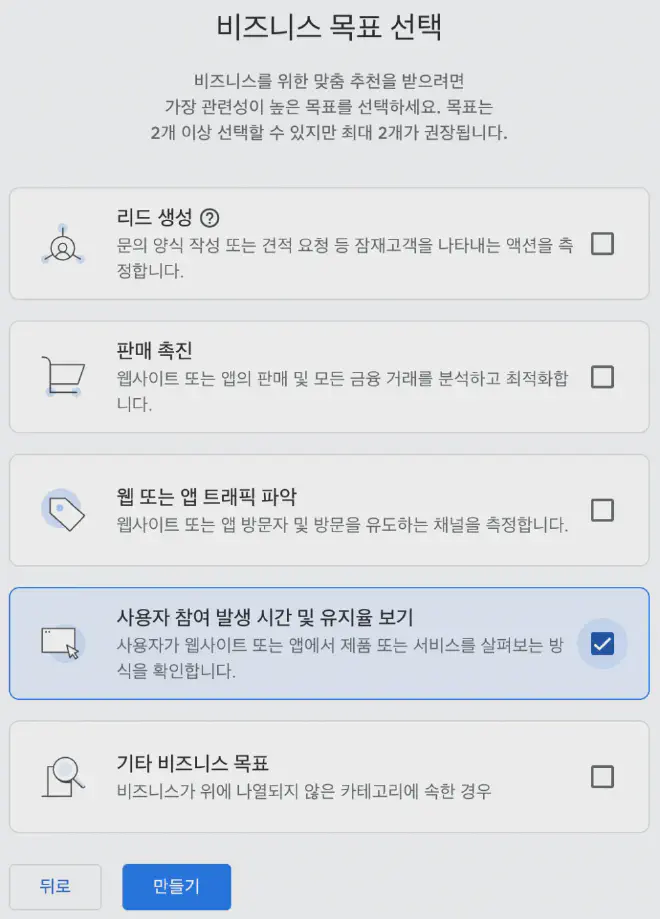 비즈니스 목표 선택
비즈니스를 위한 맞춤 추천을 받으려면
가장 관련성이 높은 목표를 선택하세요. 목표는
2개 이상 선택할 수 있지만 최대 2개가 권장됩니다.
리드 생성
문의 양식 작성 또는 견적 요청 등 잠재고객을 나타내는 액션을 측
정합니다.
판매 촉진
웹사이트 또는 앱의 판매 및 모든 금융 거래를 분석하고 최적화합
니다.
웹 또는 앱 트래픽 파악
웹사이트 또는 앱 방문자 및 방문을 유도하는 채널을 측정합니다.
사용자 참여 발생 시간 및 유지율 보기
사용자가 웹사이트 또는 앱에서 제품 또는 서비스를 살펴보는 방
식을 확인합니다.
기타 비즈니스 목표
비즈니스가 위에 나열되지 않은 카테고리에 속한 경우
뒤로
만들기